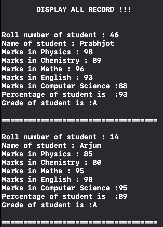 DISPLAY ALL RECORD !!!
Roll number of student : 46
Name of student : Prabhjot
Marks in Physics : 98
Marks in Chemistry : 89
Marks in Maths : 96
Marks in English : 93
Marks in Computer Science :88
Percentage of student is  :93
Grade of student is :A
Roll number of student : 14
Name of student : Arjun
Marks in Physics : 85
Marks in Chemistry : 80
Marks in Maths : 95
Marks in English : 90
Marks in Computer Science :95
Percentage of student is  :89
Grade of student is :A